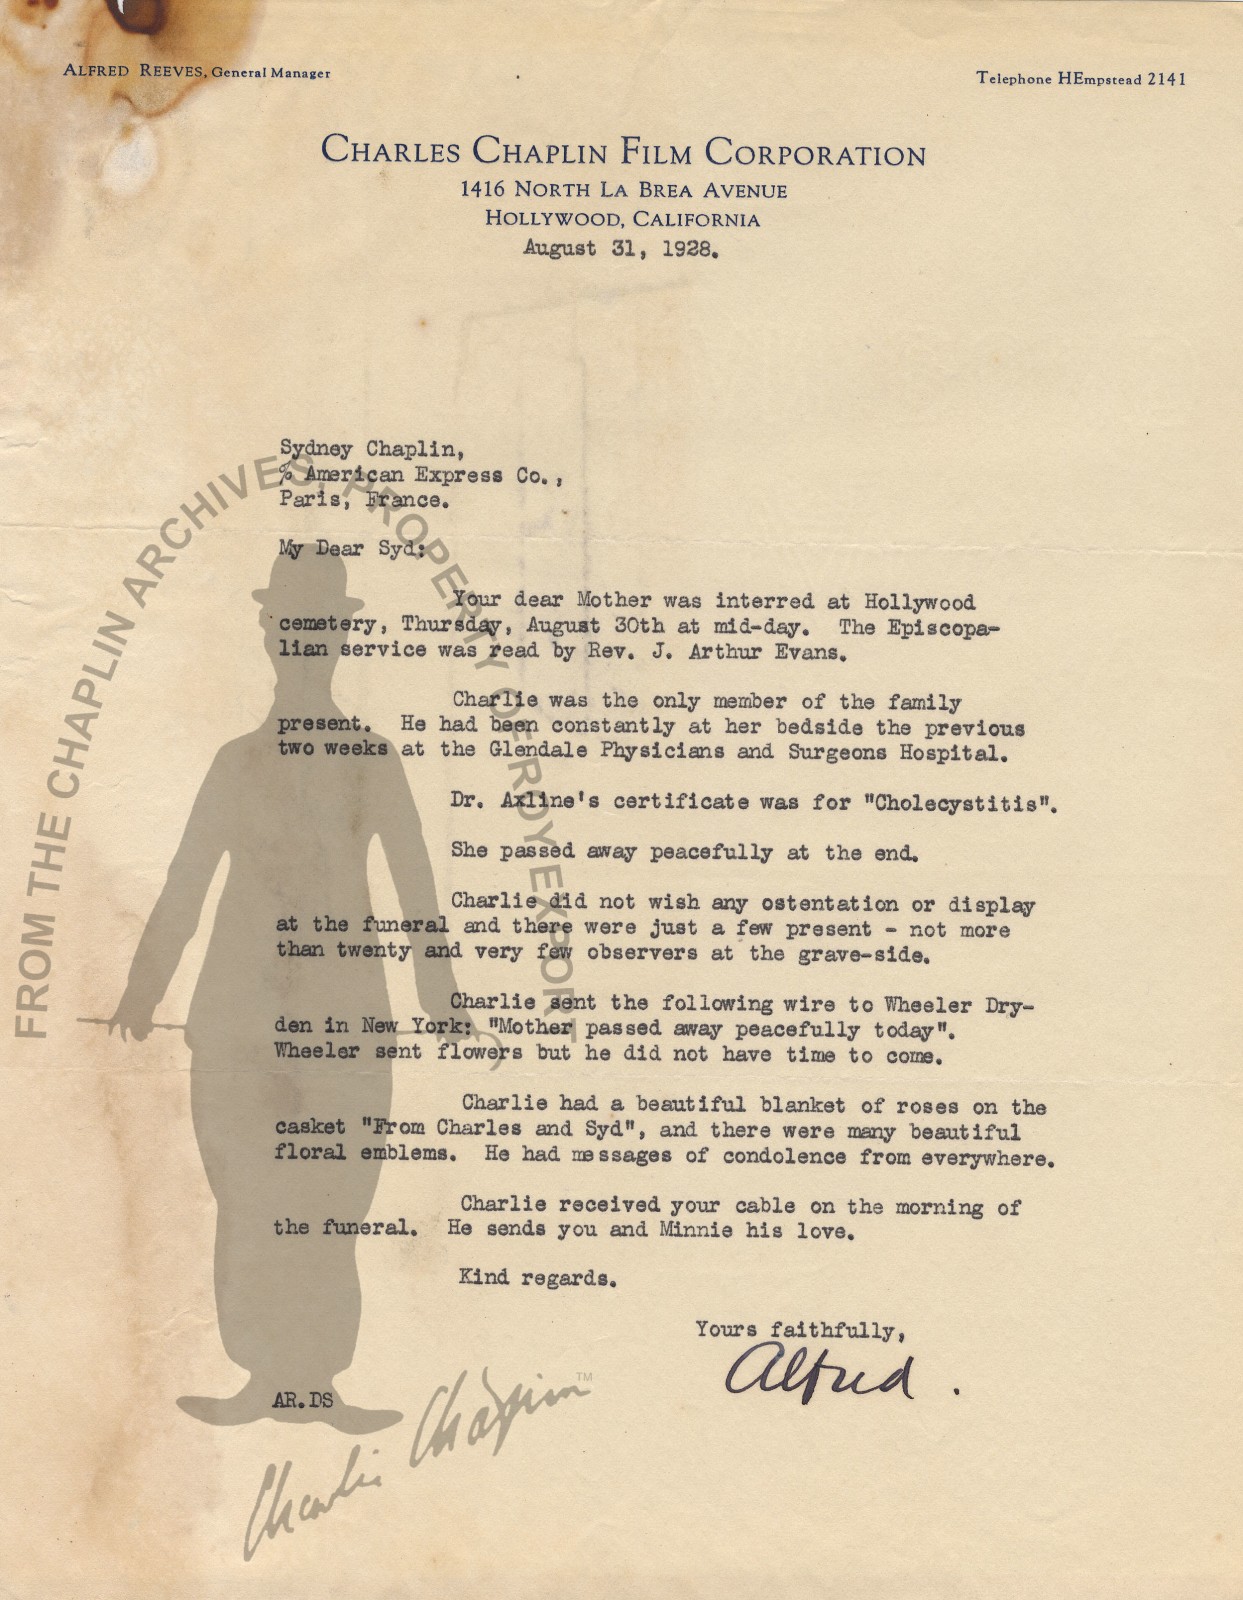 ALFRED REEVES, General Manager
Telephone HEmpstead 2141
CHARLES CHAPLIN FILM CORPORATION
1416 NORTH LA BREA AVENUE
HOLLYWOOD, CALIFORNIA
August 31, 1928.
Sydney Chaplin,
% American Express Co.,
Paris, France.
My Dear Syd:
Your dear Mother was interred at Hollywood
cemetery, Thursday, August 30th at mid-day. The Episcopa-
lian service was read by Rev. J. Arthur Evans.
Charlie was the only member of the family
present. He had been constantly at her bedside the previous
two weeks at the Glendale Physicians and Surgeons Hospital.
Dr. Axline's certificate was for "Cholecystitis".
She passed away peacefully at the end.
Charlie did not wish any ostentation or display
at the funeral and there were just a few present - not more
than twenty and very few observers at the grave-side.
Charlie sent the following wire to Wheeler Dry-
den in New York: "Mother passed away peacefully today".
Wheeler sent flowers but he did not have time to come.
Charlie had a beautiful blanket of roses on the
casket "From Charles and Syd", and there were many beautiful
floral emblems. He had messages of condolence from everywhere.
Charlie received your cable on the morning of
the funeral. He sends you and Minnie his love.
Kind regards.
Yours faithfully,
Alfred.
AR.DS
FROM THE CHAPLIN ARCHIVES, PROPERTY OF ROY EXPORT
Charlie Chaplin TM